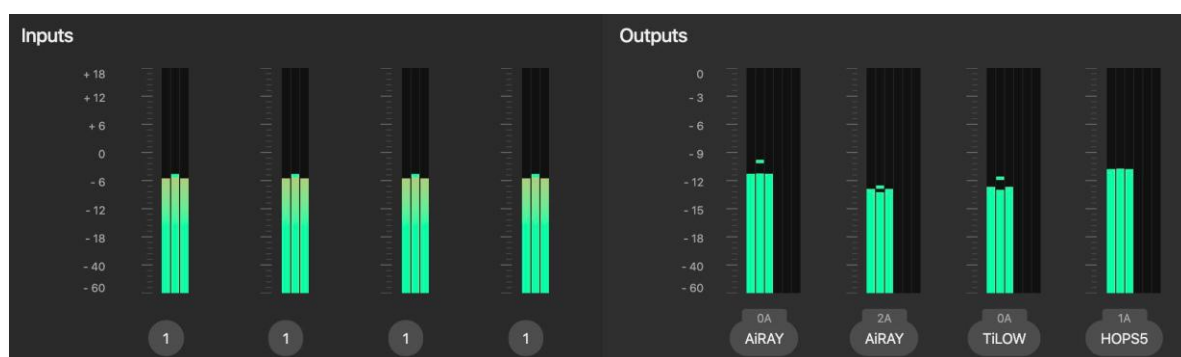 Inputs
+ 18
+ 12
+ 6
0
- 6
- 12
- 18
- 40
- 60
1
1
1
1
Outputs
0
- 3
- 6
- 9
- 12
- 15
- 18
- 40
- 60
0A
AiRAY
2A
AiRAY
0A
TiLOW
1A
HOPS5